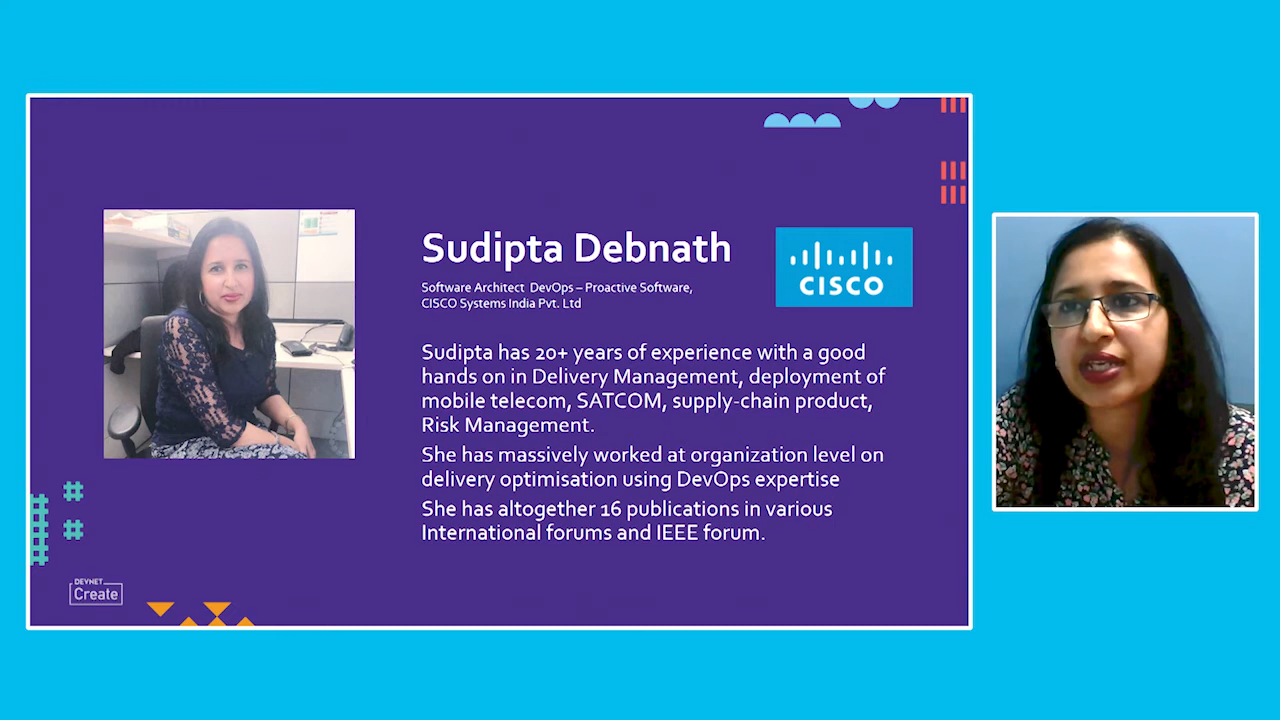 Sudipta Debnath
Software Architect DevOps – Proactive Software,
CISCO Systems India Pvt. Ltd
CISCO
Sudipta has 20+ years of experience with a good
hands on in Delivery Management, deployment of
mobile telecom, SATCOM, supply-chain product,
Risk Management.
She has massively worked at organization level on
delivery optimisation using DevOps expertise
She has altogether 16 publications in various
International forums and IEEE forum.
DEVNET
Create